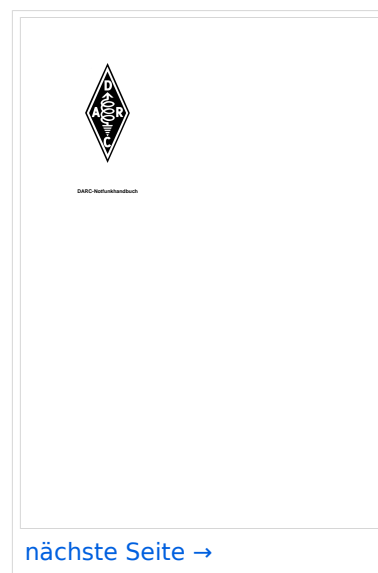 D
A R
C
DARC-Notfunkhandbuch
nächste Seite →